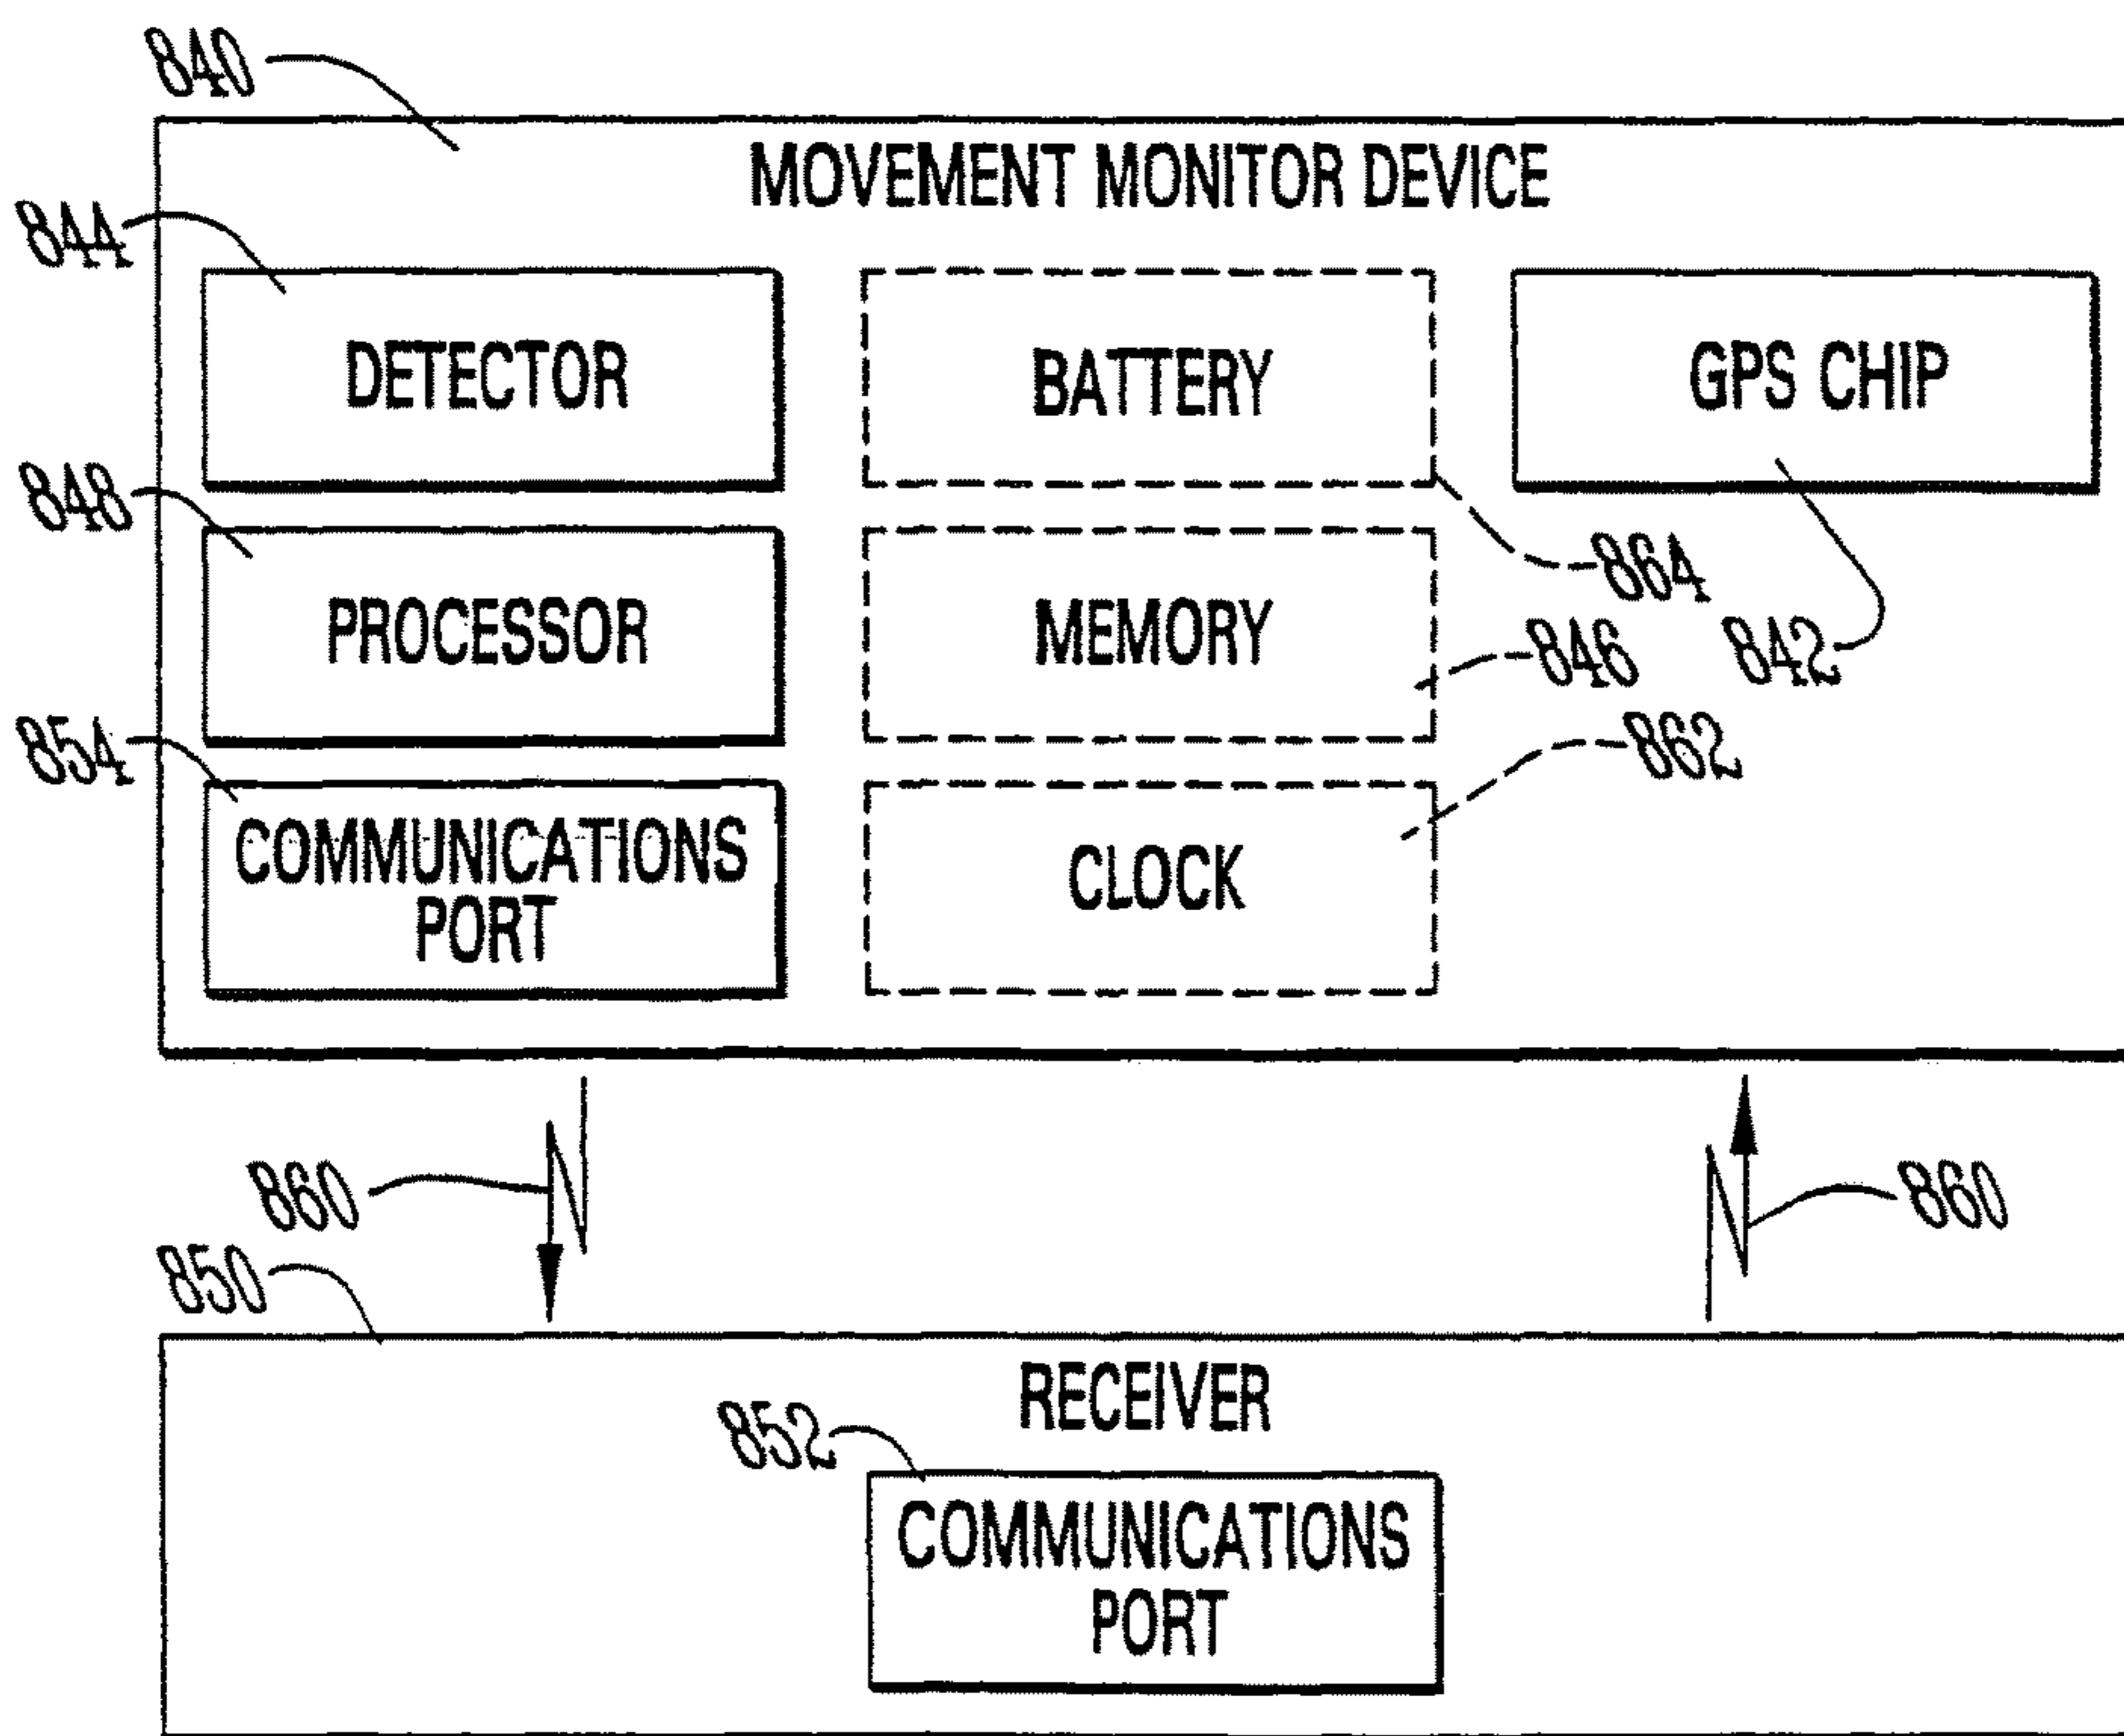 840
MOVEMENT MONITOR DEVICE
844
DETECTOR
BATTERY
GPS CHIP
848
864
PROCESSOR
MEMORY
846
842
854
862
COMMUNICATIONS
PORT
CLOCK
860
860
850
RECEIVER
852
COMMUNICATIONS
PORT